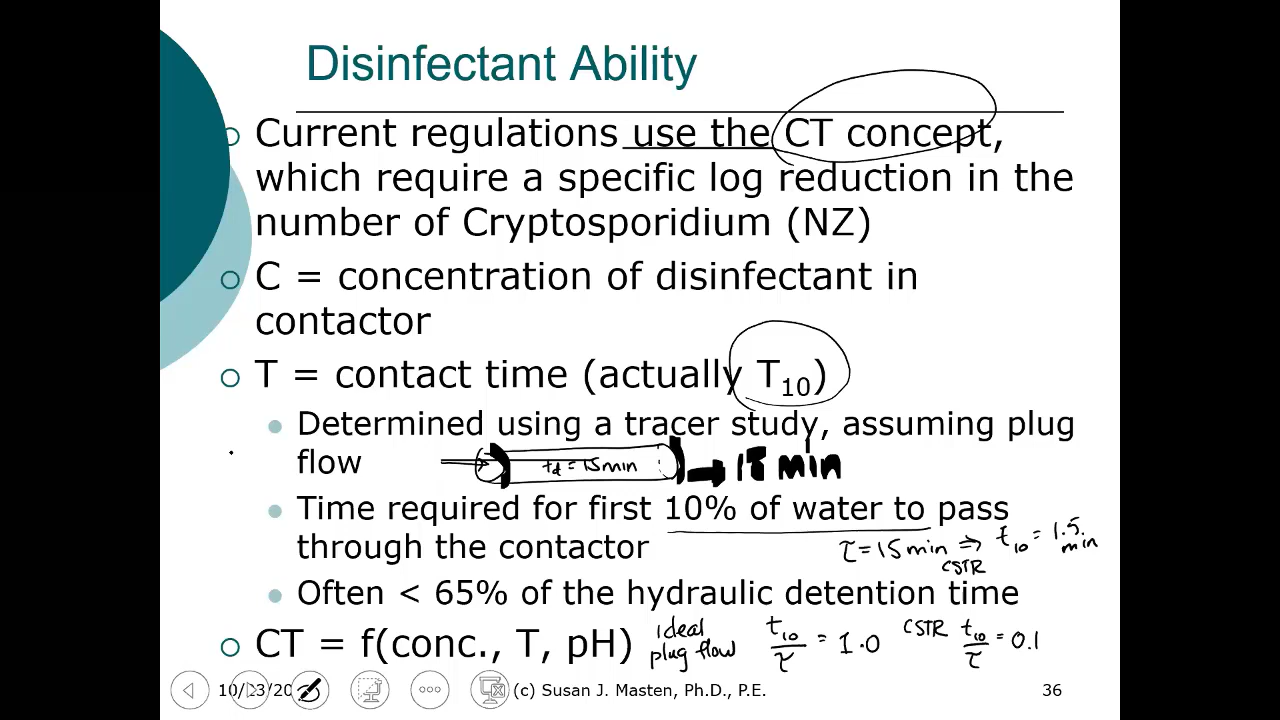 Disinfectant Ability
Current regulations use the CT concept,
which require a specific log reduction in the
number of Cryptosporidium (NZ)
C = concentration of disinfectant in
contactor
T = contact time (actually T₁₀)
Determined using a tracer study, assuming plug
flow
td = 15min
15 min
Time required for first 10% of water to pass
through the contactor
τ = 15min ⇒ t₁₀ = 1.5
CSTR min
Often < 65% of the hydraulic detention time
CT = f(conc., T, pH) ideal plug flow t₁₀/τ = 1.0 CSTR t₁₀/τ = 0.1
(c) Susan J. Masten, Ph.D., P.E.
36